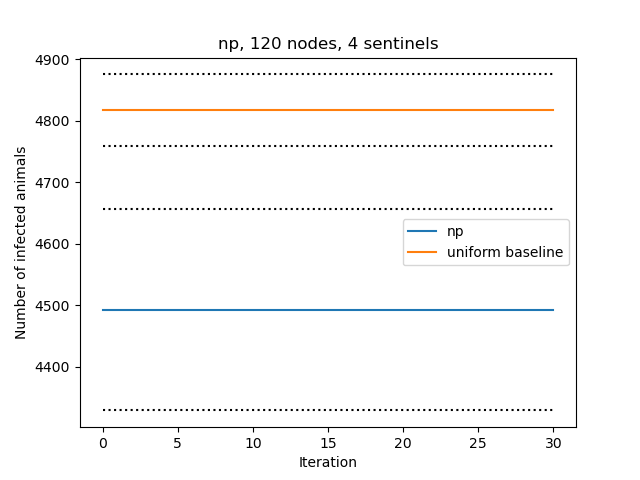 np, 120 nodes, 4 sentinels
4900
4800
4700
4600
4500
4400
Number of infected animals
np
uniform baseline
0 5 10 15 20 25 30
Iteration